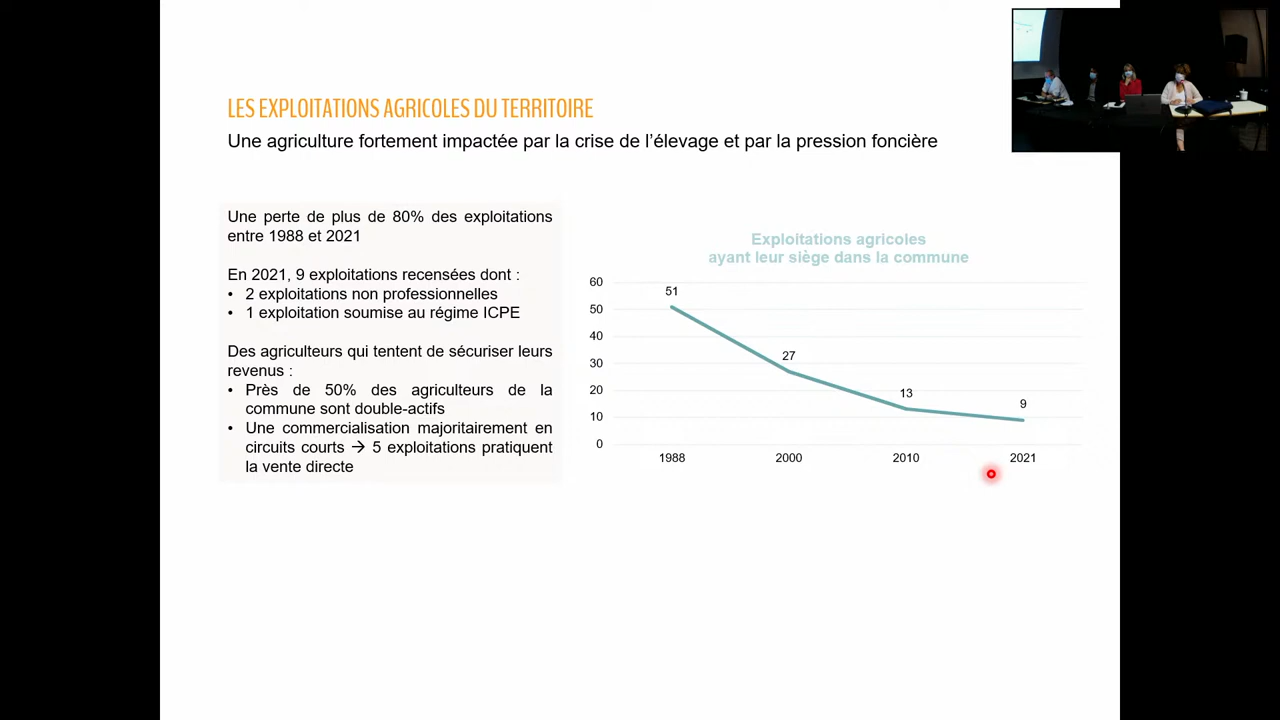 LES EXPLOITATIONS AGRICOLES DU TERRITOIRE
Une agriculture fortement impactée par la crise de l'élevage et par la pression foncière
Une perte de plus de 80% des exploitations
entre 1988 et 2021
En 2021, 9 exploitations recensées dont :
• 2 exploitations non professionnelles
• 1 exploitation soumise au régime ICPE
Des agriculteurs qui tentent de sécuriser leurs
revenus :
• Près de 50% des agriculteurs de la
commune sont double-actifs
• Une commercialisation majoritairement en
circuits courts → 5 exploitations pratiquent
la vente directe
Exploitations agricoles
ayant leur siège dans la commune
60
50
40
30
20
10
0
51
27
13
9
1988 2000 2010 2021